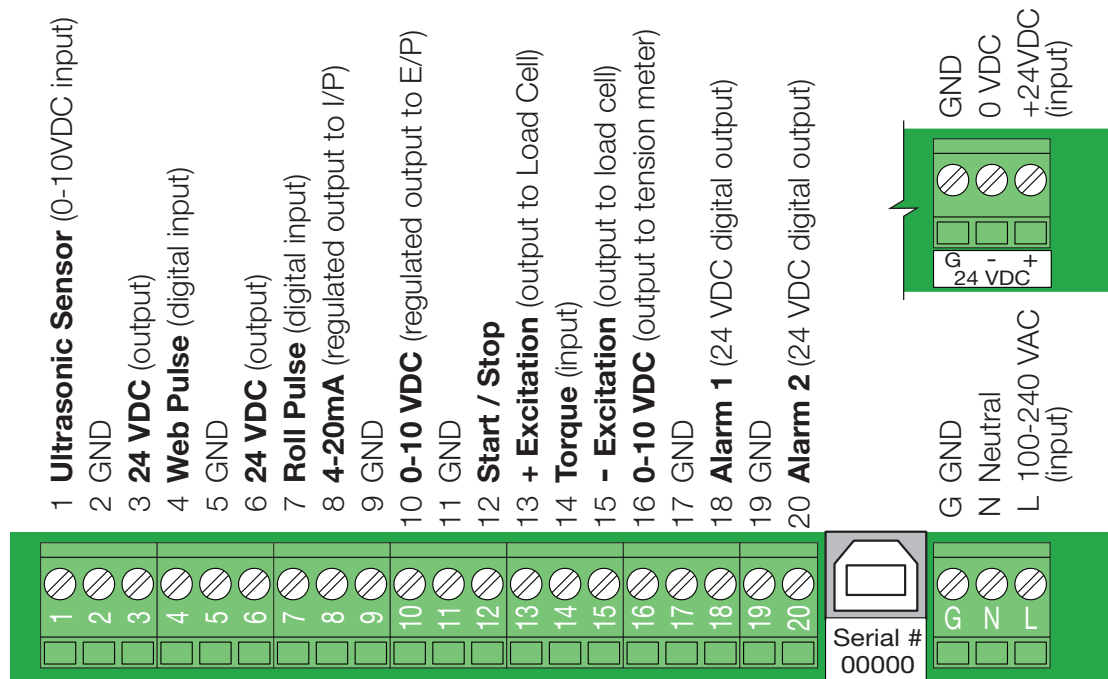 1 Ultrasonic Sensor (0-10VDC input)
2 GND
3 24 VDC (output)
4 Web Pulse (digital input)
5 GND
6 24 VDC (output)
7 Roll Pulse (digital input)
8 4-20mA (regulated output to I/P)
9 GND
10 0-10 VDC (regulated output to E/P)
11 GND
12 Start / Stop
13 + Excitation (output to Load Cell)
14 Torque (input)
15 - Excitation (output to load cell)
16 0-10 VDC (output to tension meter)
17 GND
18 Alarm 1 (24 VDC digital output)
19 GND
20 Alarm 2 (24 VDC digital output)
GND
0 VDC
+24VDC
(input)
G - +
24 VDC
G GND
N Neutral
L 100-240 VAC
(input)
1 2 3 4 5 6 7 8 9 10 11 12 13 14 15 16 17 18 19 20
Serial #
00000
G N L